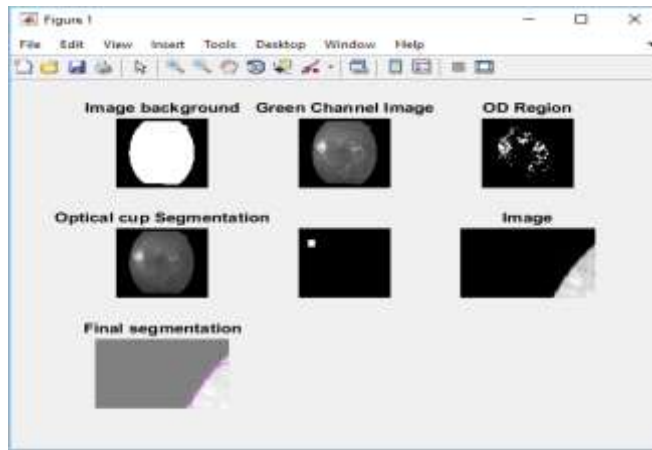 Figure 1
File Edit View Insert Tools Desktop Window Help
Image background Green Channel Image OD Region
Optical cup Segmentation Image
Final segmentation